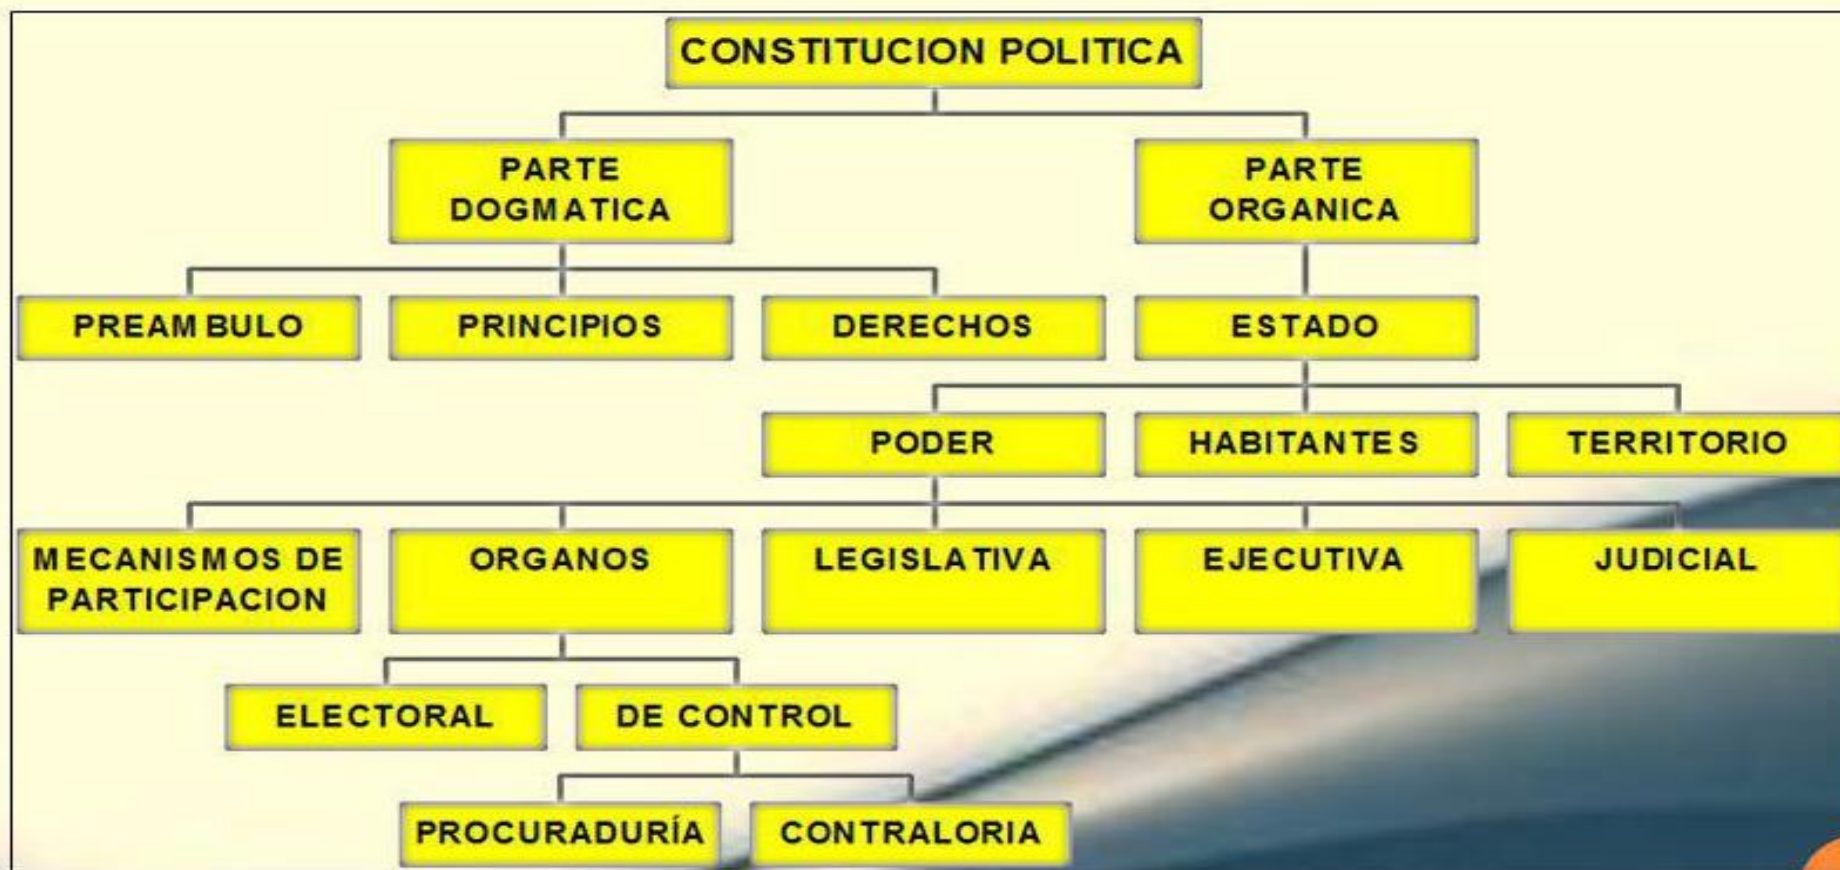 CONSTITUCION POLITICA
PARTE
DOGMATICA
PARTE
ORGANICA
PREAMBULO
PRINCIPIOS
DERECHOS
ESTADO
PODER
HABITANTES
TERRITORIO
MECANISMOS DE
PARTICIPACION
ORGANOS
LEGISLATIVA
EJECUTIVA
JUDICIAL
ELECTORAL
DE CONTROL
PROCURADURÍA
CONTRALORIA